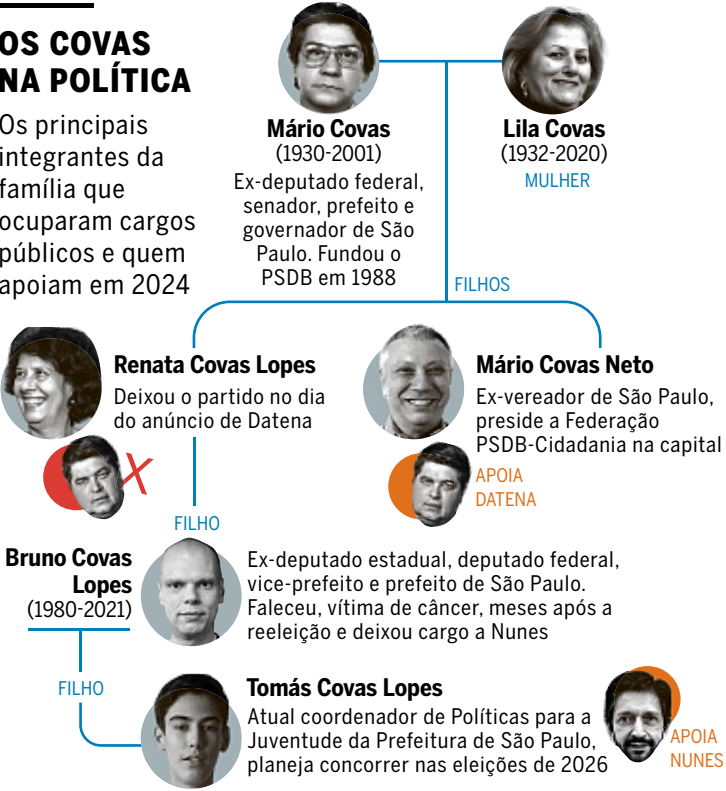 OS COVAS
NA POLÍTICA
Os principais
integrantes da
família que
ocuparam cargos
públicos e quem
apoiam em 2024
Mário Covas
(1930-2001)
Ex-deputado federal,
senador, prefeito e
governador de São
Paulo. Fundou o
PSDB em 1988
Lila Covas
(1932-2020)
MULHER
FILHOS
Renata Covas Lopes
Deixou o partido no dia
do anúncio de Datena
X
Mário Covas Neto
Ex-vereador de São Paulo,
preside a Federação
PSDB-Cidadania na capital
APOIA
DATENA
FILHO
Bruno Covas
Lopes
(1980-2021)
Ex-deputado estadual, deputado federal,
vice-prefeito e prefeito de São Paulo.
Faleceu, vítima de câncer, meses após a
reeleição e deixou cargo a Nunes
FILHO
Tomás Covas Lopes
Atual coordenador de Políticas para a
Juventude da Prefeitura de São Paulo,
planeja concorrer nas eleições de 2026
APOIA
NUNES